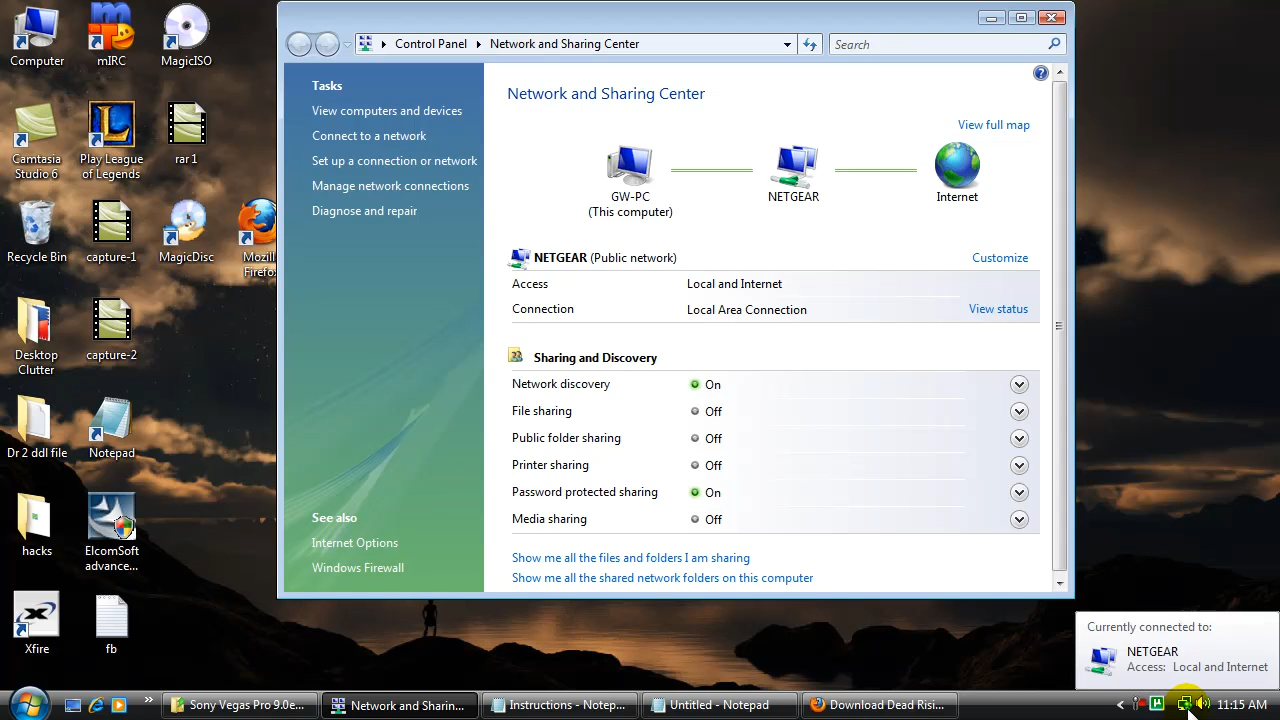 Computer
mIRC
MagicISO
Camtasia
Studio 6
Play League
of Legends
rar1
Recycle Bin
capture-1
MagicDisc
Mozil
Firefo
Desktop
Clutter
capture-2
Dr 2 ddl file
Notepad
hacks
ElcomSoft
advance...
Xfire
fb
Control Panel
Network and Sharing Center
Search
Tasks
View computers and devices
Connect to a network
Set up a connection or network
Manage network connections
Diagnose and repair
See also
Internet Options
Windows Firewall
Network and Sharing Center
View full map
GW-PC
(This computer)
NETGEAR
Internet
NETGEAR (Public network)
Customize
Access
Local and Internet
Connection
Local Area Connection
View status
Sharing and Discovery
Network discovery
On
File sharing
Off
Public folder sharing
Off
Printer sharing
Off
Password protected sharing
On
Media sharing
Off
Show me all the files and folders I am sharing
Show me all the shared network folders on this computer
Currently connected to:
NETGEAR
Access: Local and Internet
Sony Vegas Pro 9.0e...
Network and Sharin...
Instructions - Notep...
Untitled - Notepad
Download Dead Risi...
11:15 AM